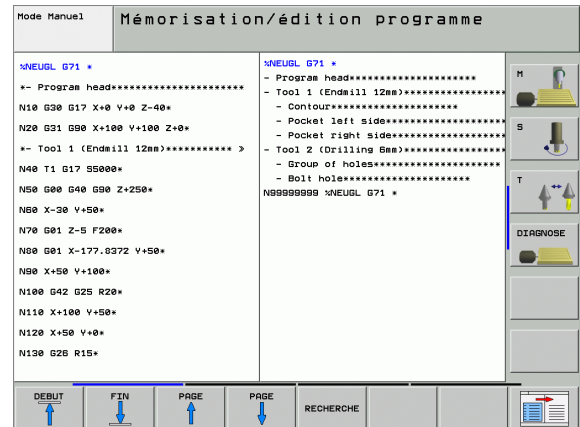 Mode Manuel
Mémorisation/édition programme
%NEUGL G71 *
*- Program head**********************
N10 G30 G17 X+0 Y+0 Z-40*
N20 G31 G90 X+100 Y+100 Z+0*
*- Tool 1 (Endmill 12mm)*********** »
N40 T1 G17 S5000*
N50 G00 G40 G90 Z+250*
N60 X-30 Y+50*
N70 G01 Z-5 F200*
N80 G01 X-177.8372 Y+50*
N90 X+50 Y+100*
N100 G42 G25 R20*
N110 X+100 Y+50*
N120 X+50 Y+0*
N130 G26 R15*
%NEUGL G71 *
- Program head*********************
- Tool 1 (Endmill 12mm)*****************
- Contour*********************
- Pocket left side********************
- Pocket right side*******************
- Tool 2 (Drilling 6mm)*****************
- Group of holes*********************
- Bolt hole*********************
N99999999 %NEUGL G71 *
M
S
T
DIAGNOSE
DEBUT
FIN
PAGE
PAGE
RECHERCHE